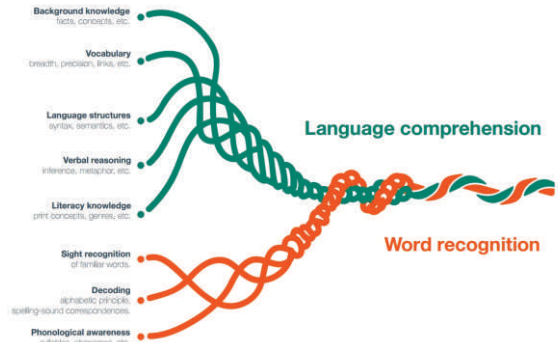 Background knowledge
facts, concepts, etc.
Vocabulary
breadth, precision, links, etc.
Language structures
syntax, semantics, etc.
Verbal reasoning
inference, metaphor, etc.
Literacy knowledge
print concepts, genres, etc.
Language comprehension
Word recognition
Sight recognition
of familiar words.
Decoding
alphabetic principle,
spelling-sound correspondences.
Phonological awareness